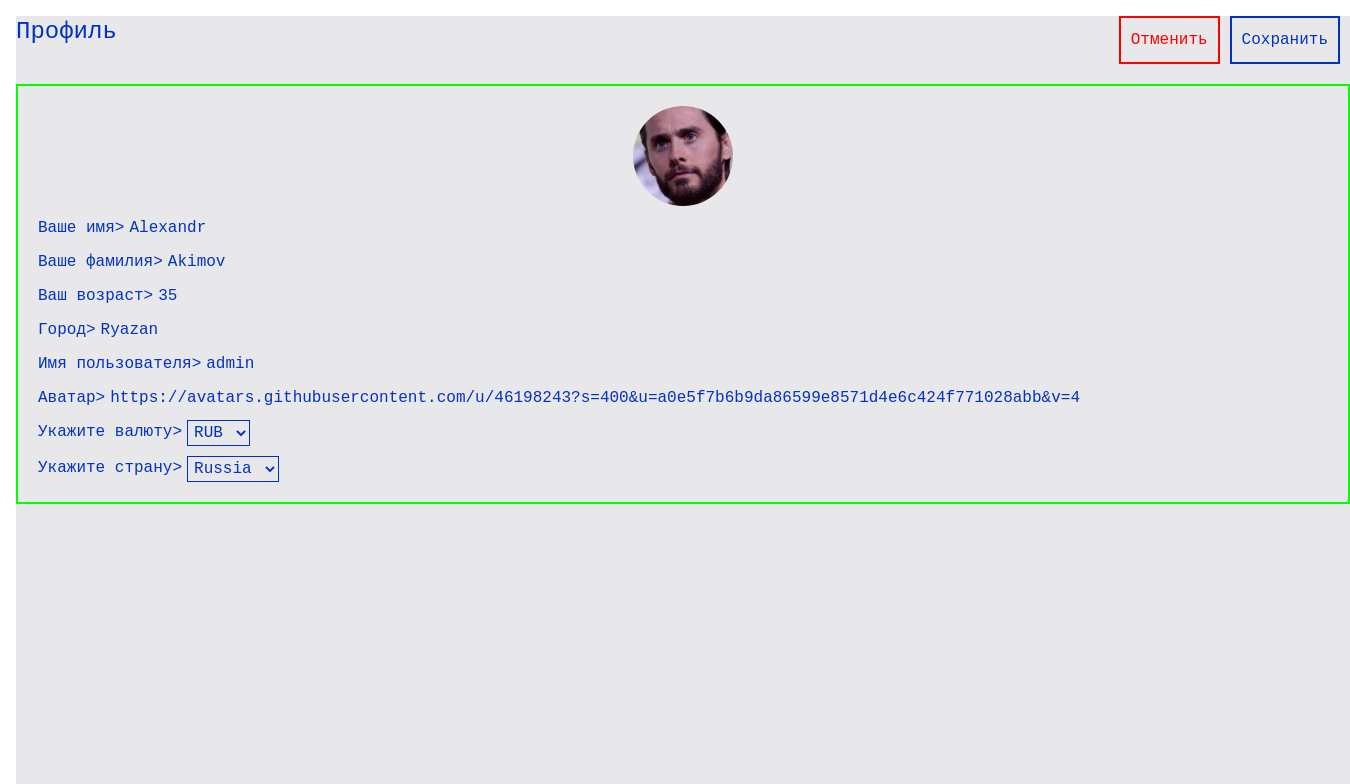 Профиль
Отменить
Сохранить
Ваше имя> Alexandr
Ваше фамилия> Akimov
Ваш возраст> 35
Город> Ryazan
Имя пользователя> admin
Аватар> https://avatars.githubusercontent.com/u/46198243?s=400&u=a0e5f7b6b9da86599e8571d4e6c424f771028abb&v=4
Укажите валюту> RUB
Укажите страну> Russia